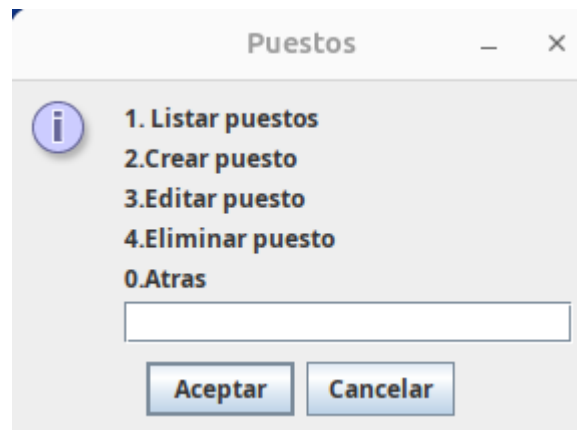 Puestos
1. Listar puestos
2.Crear puesto
3.Editar puesto
4.Eliminar puesto
0.Atras
Aceptar Cancelar